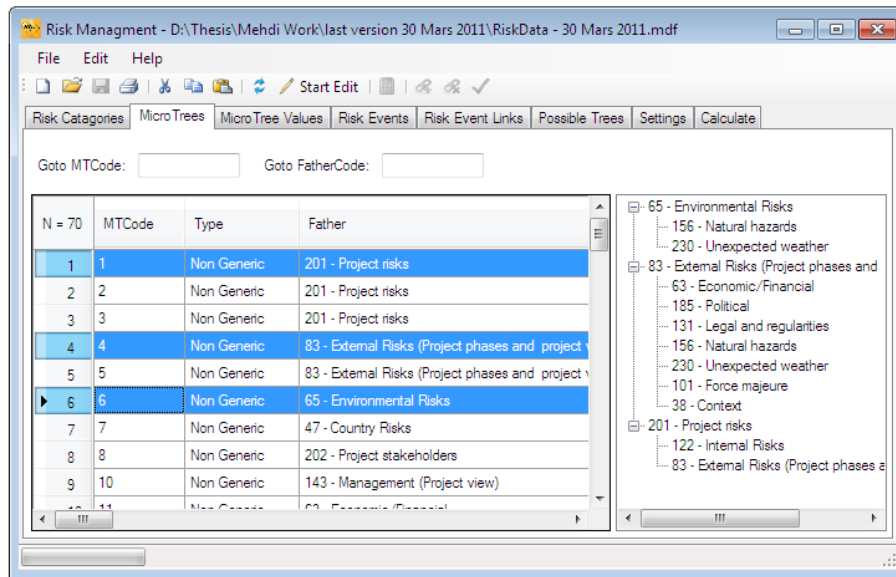 Risk Managment - D:\Thesis\Mehdi Work\last version 30 Mars 2011\RiskData - 30 Mars 2011.mdf
File Edit Help
Start Edit
Risk Catagories MicroTrees MicroTree Values Risk Events Risk Event Links Possible Trees Settings Calculate
Goto MTCode: Goto FatherCode:
N = 70 MTCode Type Father
1 1 Non Generic 201 - Project risks
2 2 Non Generic 201 - Project risks
3 3 Non Generic 201 - Project risks
4 4 Non Generic 83 - External Risks (Project phases and project v
5 5 Non Generic 83 - External Risks (Project phases and project v
6 6 Non Generic 65 - Environmental Risks
7 7 Non Generic 47 - Country Risks
8 8 Non Generic 202 - Project stakeholders
9 10 Non Generic 143 - Management (Project view)
10 11 Non Generic 63 - Economic/Financial
65 - Environmental Risks
156 - Natural hazards
230 - Unexpected weather
83 - External Risks (Project phases and
63 - Economic/Financial
185 - Political
131 - Legal and regularities
156 - Natural hazards
230 - Unexpected weather
101 - Force majeure
38 - Context
201 - Project risks
122 - Internal Risks
83 - External Risks (Project phases a